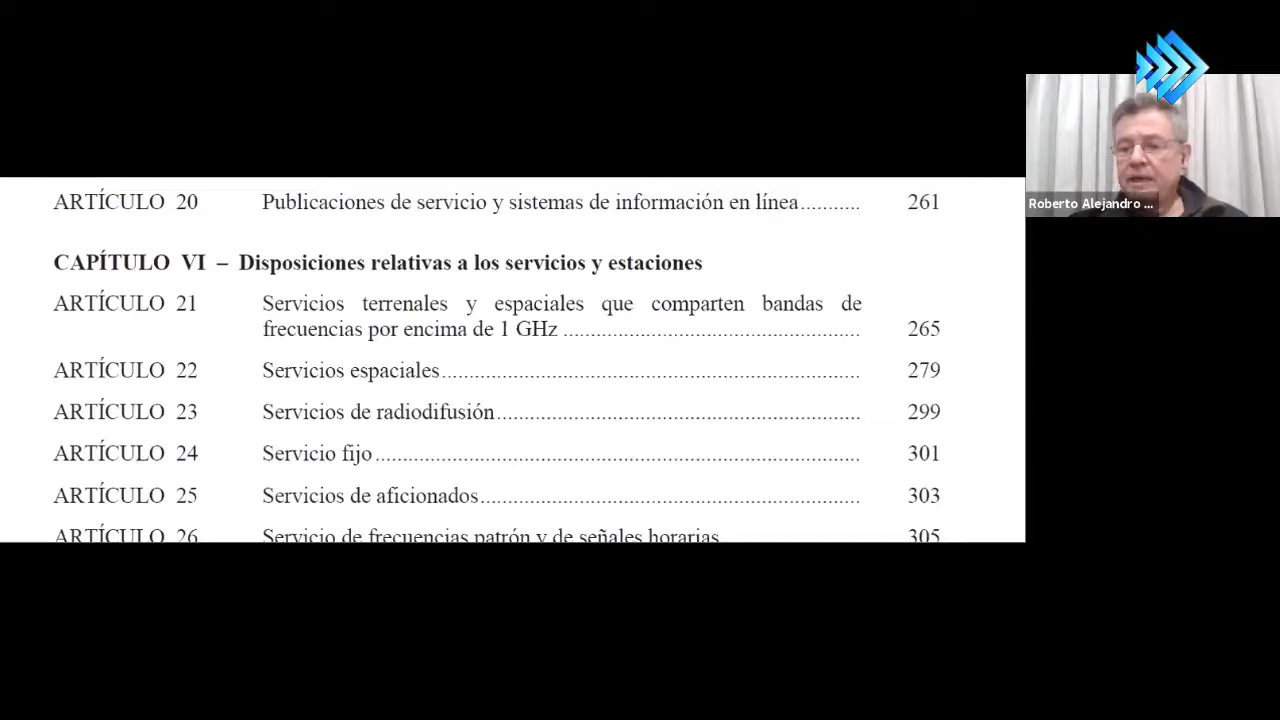 ARTÍCULO 20 Publicaciones de servicio y sistemas de información en línea........... 261
CAPÍTULO VI – Disposiciones relativas a los servicios y estaciones
ARTÍCULO 21 Servicios terrenales y espaciales que comparten bandas de
frecuencias por encima de 1 GHz .................................................... 265
ARTÍCULO 22 Servicios espaciales......................................................................... 279
ARTÍCULO 23 Servicios de radiodifusión............................................................... 299
ARTÍCULO 24 Servicio fijo..................................................................................... 301
ARTÍCULO 25 Servicios de aficionados.................................................................. 303
ARTÍCULO 26 Servicio de frecuencias patrón y de señales horarias 305
Roberto Alejandro ...